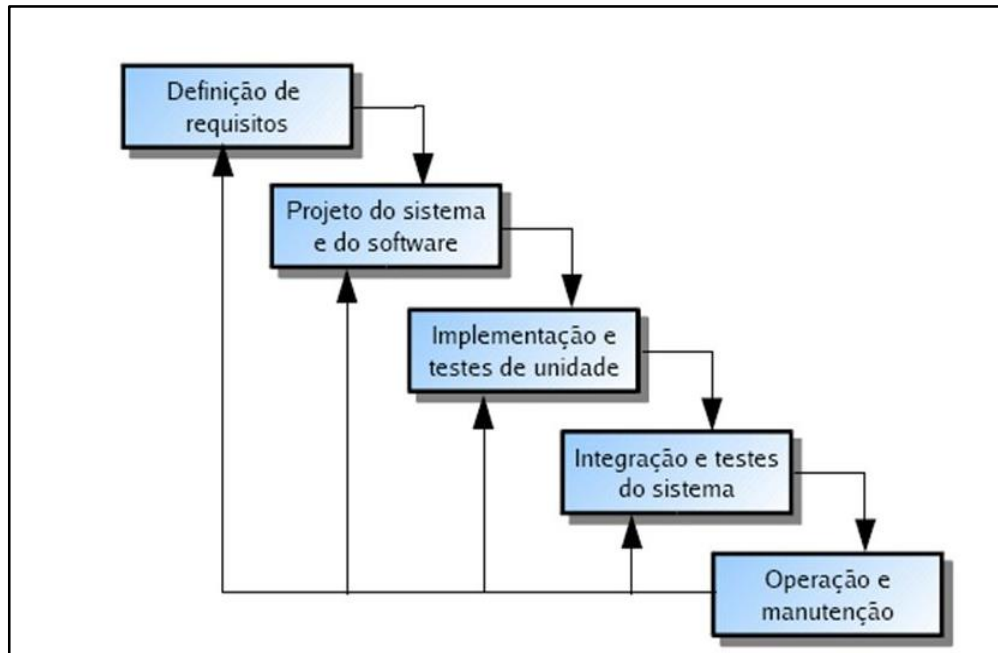 Definição de
requisitos
Projeto do sistema
e do software
Implementação e
testes de unidade
Integração e testes
do sistema
Operação e
manutenção